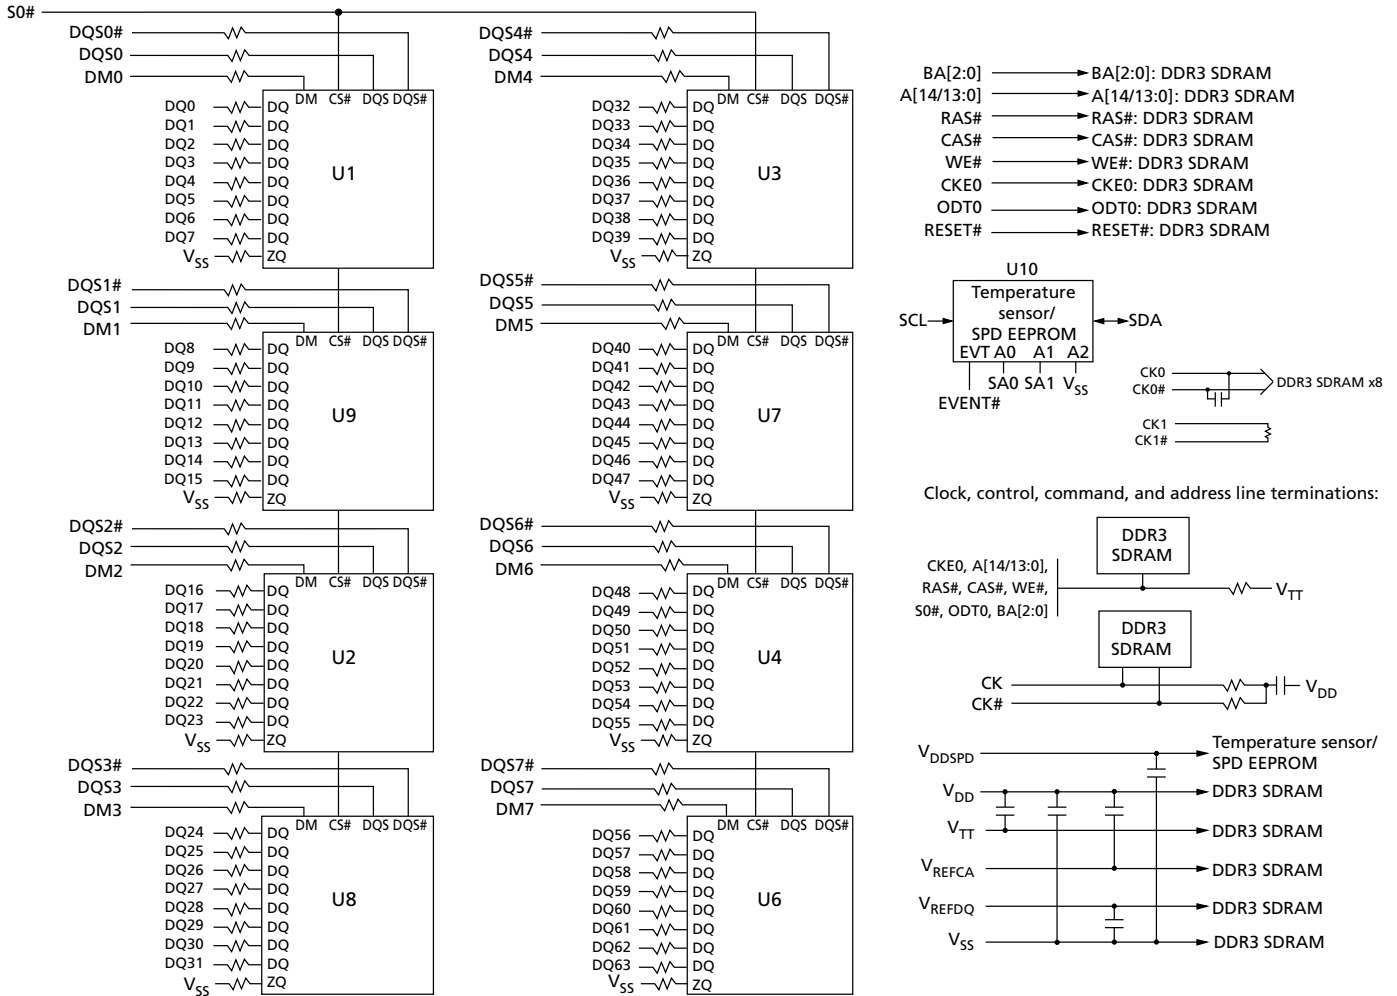 S0#
DQS0#
DQS0
DM0
DM CS# DQS DQS#
DQ0 DQ
DQ1 DQ
DQ2 DQ
DQ3 DQ
DQ4 DQ
DQ5 DQ
DQ6 DQ
DQ7 DQ
VSS ZQ
U1
DQS1#
DQS1
DM1
DM CS# DQS DQS#
DQ8 DQ
DQ9 DQ
DQ10 DQ
DQ11 DQ
DQ12 DQ
DQ13 DQ
DQ14 DQ
DQ15 DQ
VSS ZQ
U9
DQS2#
DQS2
DM2
DM CS# DQS DQS#
DQ16 DQ
DQ17 DQ
DQ18 DQ
DQ19 DQ
DQ20 DQ
DQ21 DQ
DQ22 DQ
DQ23 DQ
VSS ZQ
U2
DQS3#
DQS3
DM3
DM CS# DQS DQS#
DQ24 DQ
DQ25 DQ
DQ26 DQ
DQ27 DQ
DQ28 DQ
DQ29 DQ
DQ30 DQ
DQ31 DQ
VSS ZQ
U8
DQS4#
DQS4
DM4
DM CS# DQS DQS#
DQ32 DQ
DQ33 DQ
DQ34 DQ
DQ35 DQ
DQ36 DQ
DQ37 DQ
DQ38 DQ
DQ39 DQ
VSS ZQ
U3
DQS5#
DQS5
DM5
DM CS# DQS DQS#
DQ40 DQ
DQ41 DQ
DQ42 DQ
DQ43 DQ
DQ44 DQ
DQ45 DQ
DQ46 DQ
DQ47 DQ
VSS ZQ
U7
DQS6#
DQS6
DM6
DM CS# DQS DQS#
DQ48 DQ
DQ49 DQ
DQ50 DQ
DQ51 DQ
DQ52 DQ
DQ53 DQ
DQ54 DQ
DQ55 DQ
VSS ZQ
U4
DQS7#
DQS7
DM7
DM CS# DQS DQS#
DQ56 DQ
DQ57 DQ
DQ58 DQ
DQ59 DQ
DQ60 DQ
DQ61 DQ
DQ62 DQ
DQ63 DQ
VSS ZQ
U6
BA[2:0] BA[2:0]: DDR3 SDRAM
A[14/13:0] A[14/13:0]: DDR3 SDRAM
RAS# RAS#: DDR3 SDRAM
CAS# CAS#: DDR3 SDRAM
WE# WE#: DDR3 SDRAM
CKE0 CKE0: DDR3 SDRAM
ODT0 ODT0: DDR3 SDRAM
RESET# RESET#: DDR3 SDRAM
U10
Temperature
sensor/
SPD EEPROM
SCL SDA
EVT A0 A1 A2
SA0 SA1 VSS
EVENT#
CK0
CK0#
DDR3 SDRAM x8
CK1
CK1#
Clock, control, command, and address line terminations:
DDR3
SDRAM
CKE0, A[14/13:0],
RAS#, CAS#, WE#,
S0#, ODT0, BA[2:0]
VTT
DDR3
SDRAM
CK
CK#
VDD
VDDSPD Temperature sensor/
SPD EEPROM
VDD DDR3 SDRAM
VTT DDR3 SDRAM
VREFCA DDR3 SDRAM
VREFDQ DDR3 SDRAM
VSS DDR3 SDRAM